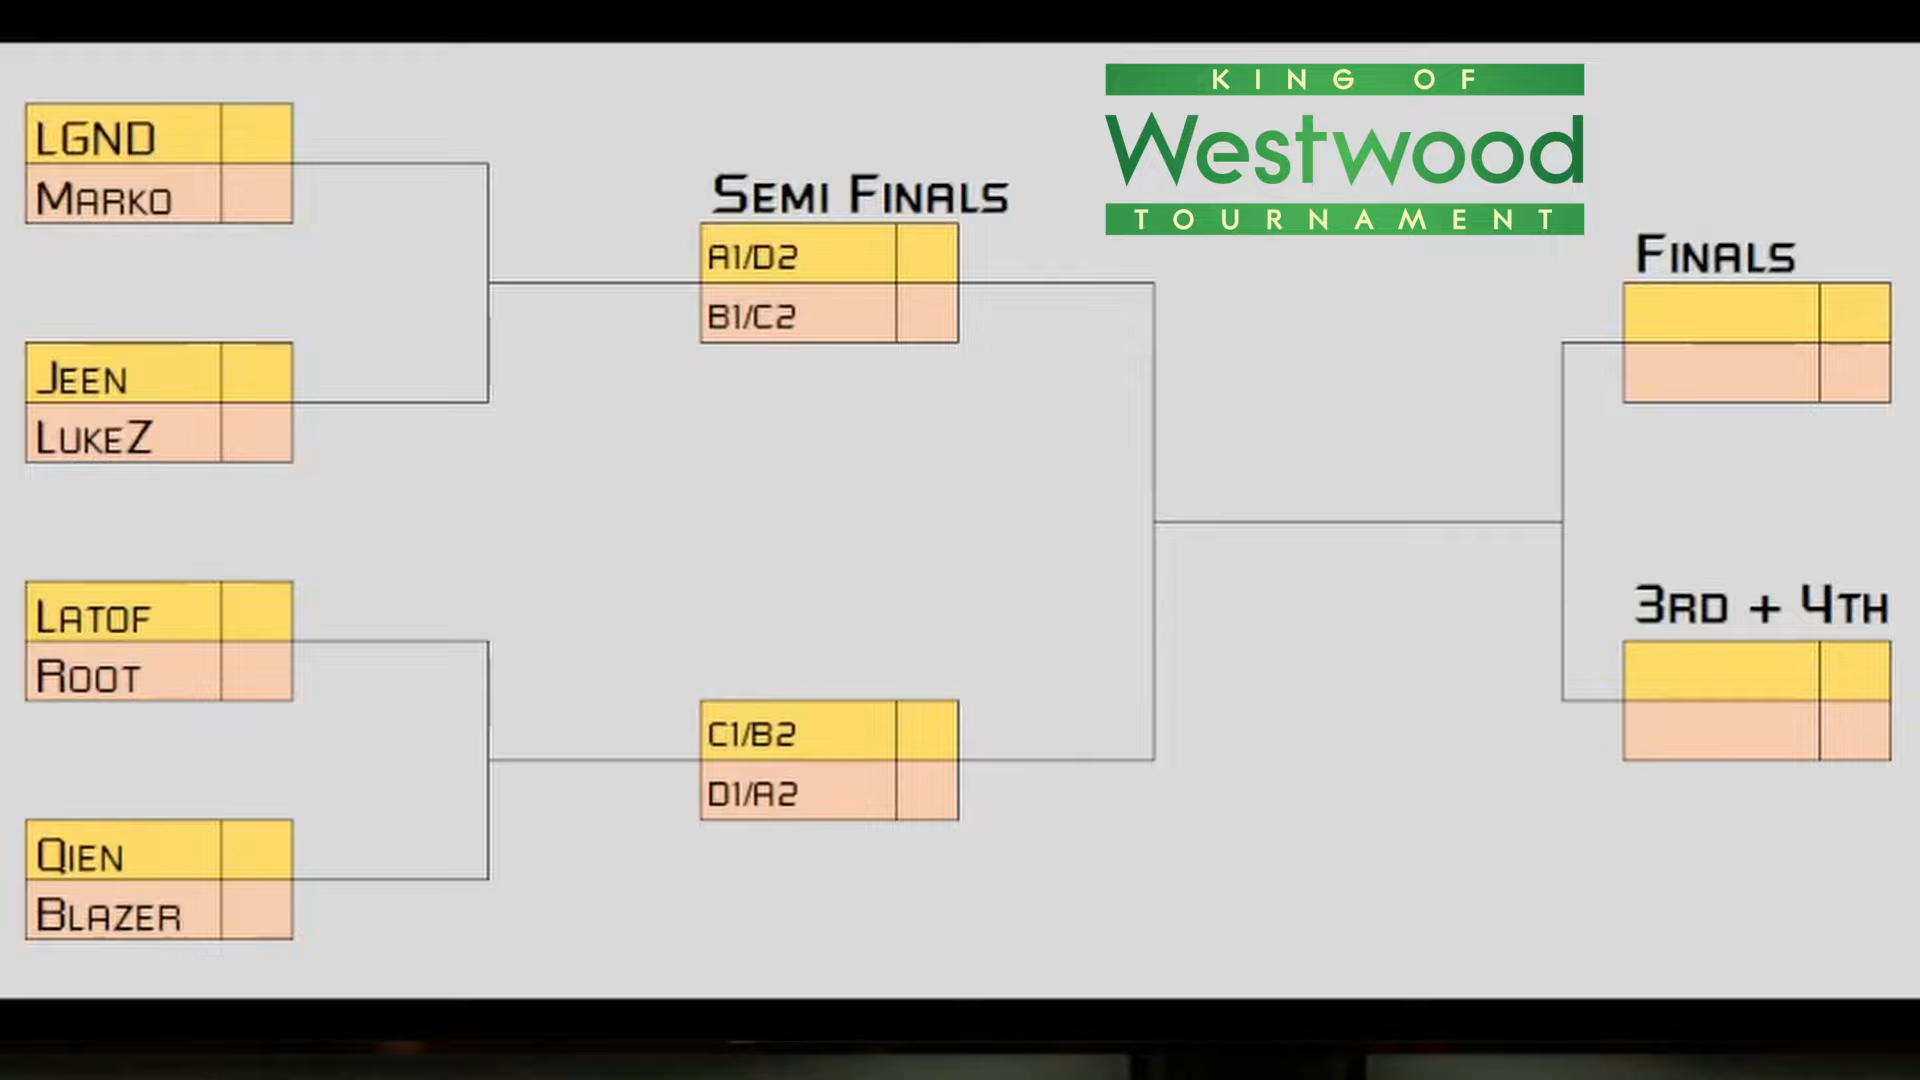 KING OF
Westwood
TOURNAMENT
LGND
MARKO
SEMI FINALS
A1/D2
B1/C2
FINALS
JEEN
LUKEZ
LATOF
ROOT
3RD + 4TH
C1/B2
D1/A2
QIEN
BLAZER